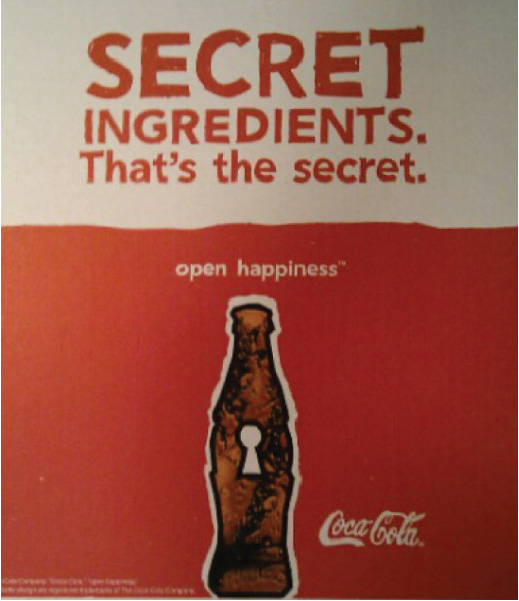 SECRET
INGREDIENTS.
That's the secret.
open happiness™
Coca-Cola